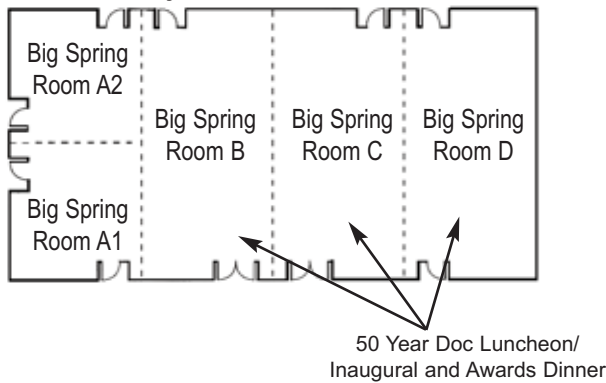 Big Spring
Room A2
Big Spring
Room B
Big Spring
Room C
Big Spring
Room D
Big Spring
Room A1
50 Year Doc Luncheon/
Inaugural and Awards Dinner